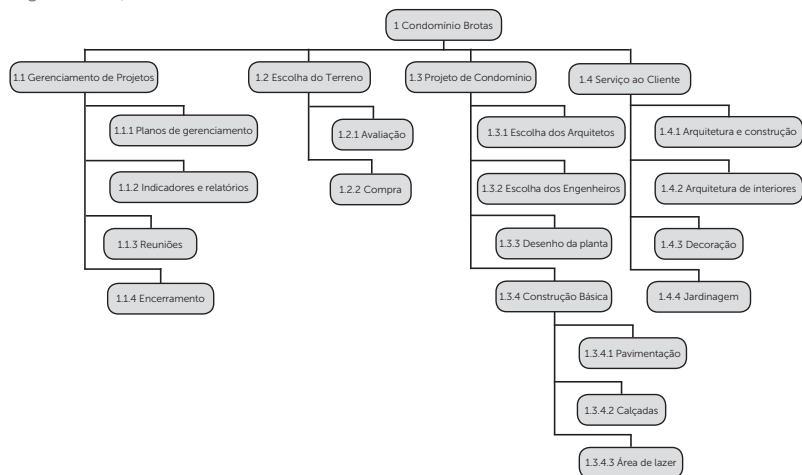 1 Condomínio Brotas
1.1 Gerenciamento de Projetos
1.1.1 Planos de gerenciamento
1.1.2 Indicadores e relatórios
1.1.3 Reuniões
1.1.4 Encerramento
1.2 Escolha do Terreno
1.2.1 Avaliação
1.2.2 Compra
1.3 Projeto de Condomínio
1.3.1 Escolha dos Arquitetos
1.3.2 Escolha dos Engenheiros
1.3.3 Desenho da planta
1.3.4 Construção Básica
1.3.4.1 Pavimentação
1.3.4.2 Calçadas
1.3.4.3 Área de lazer
1.4 Serviço ao Cliente
1.4.1 Arquitetura e construção
1.4.2 Arquitetura de interiores
1.4.3 Decoração
1.4.4 Jardinagem